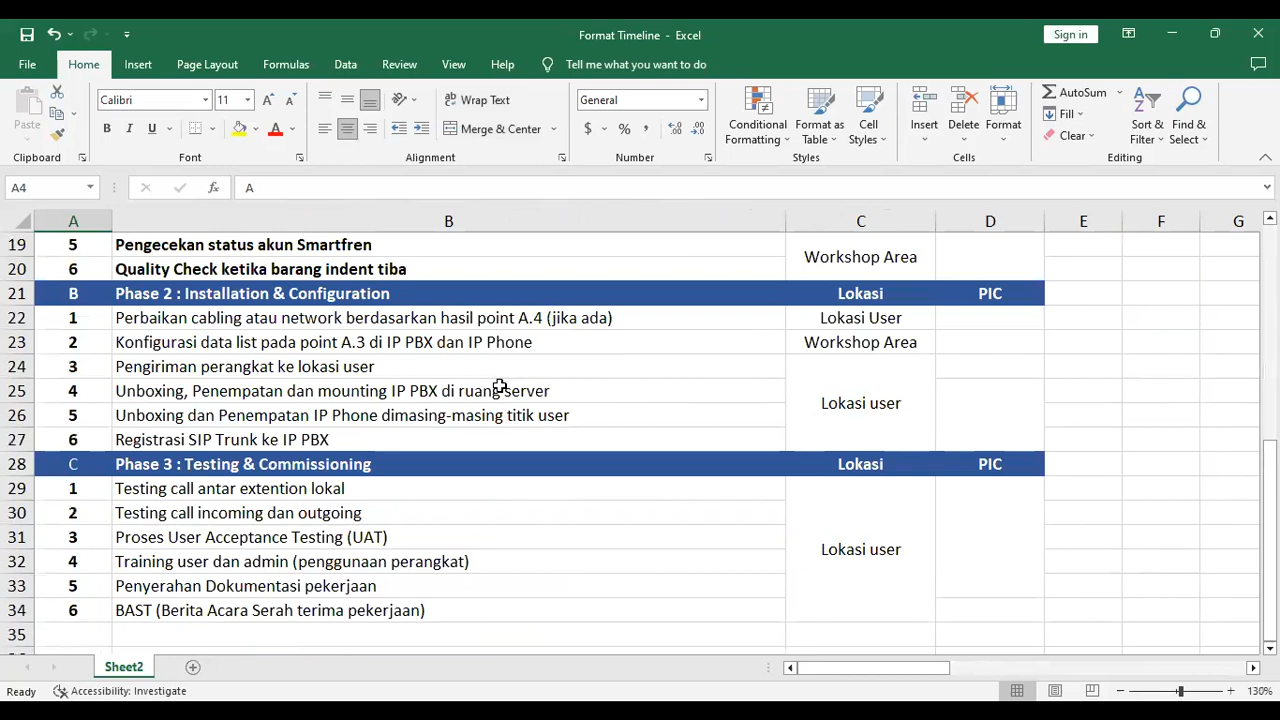 Format Timeline - Excel
Sign in
File Home Insert Page Layout Formulas Data Review View Help Tell me what you want to do
Paste
Calibri 11
B I U A
Wrap Text
Merge & Center
General
$ % ,
Conditional Formatting
Format as Table
Cell Styles
Insert Delete Format
AutoSum
Fill
Clear
Sort & Filter
Find & Select
Clipboard Font Alignment Number Styles Cells Editing
A4 fx A
A B C D E F G
19 5 Pengecekan status akun Smartfren
Workshop Area
20 6 Quality Check ketika barang indent tiba
21 B Phase 2 : Installation & Configuration Lokasi PIC
22 1 Perbaikan cabling atau network berdasarkan hasil point A.4 (jika ada) Lokasi User
23 2 Konfigurasi data list pada point A.3 di IP PBX dan IP Phone Workshop Area
24 3 Pengiriman perangkat ke lokasi user
25 4 Unboxing, Penempatan dan mounting IP PBX di ruang server
Lokasi user
26 5 Unboxing dan Penempatan IP Phone dimasing-masing titik user
27 6 Registrasi SIP Trunk ke IP PBX
28 C Phase 3 : Testing & Commissioning Lokasi PIC
29 1 Testing call antar extention lokal
30 2 Testing call incoming dan outgoing
31 3 Proses User Acceptance Testing (UAT)
Lokasi user
32 4 Training user dan admin (penggunaan perangkat)
33 5 Penyerahan Dokumentasi pekerjaan
34 6 BAST (Berita Acara Serah terima pekerjaan)
35
Sheet2
Ready Accessibility: Investigate 130%